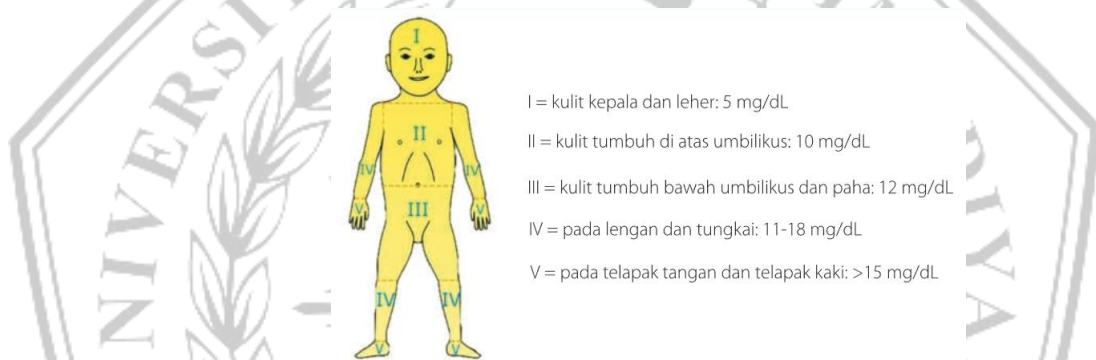 I
II
IV
IV
V
III
V
IV
IV
V
V
I = kulit kepala dan leher: 5 mg/dL
II = kulit tumbuh di atas umbilikus: 10 mg/dL
III = kulit tumbuh bawah umbilikus dan paha: 12 mg/dL
IV = pada lengan dan tungkai: 11-18 mg/dL
V = pada telapak tangan dan telapak kaki: >15 mg/dL
NIVERSI
DIYA